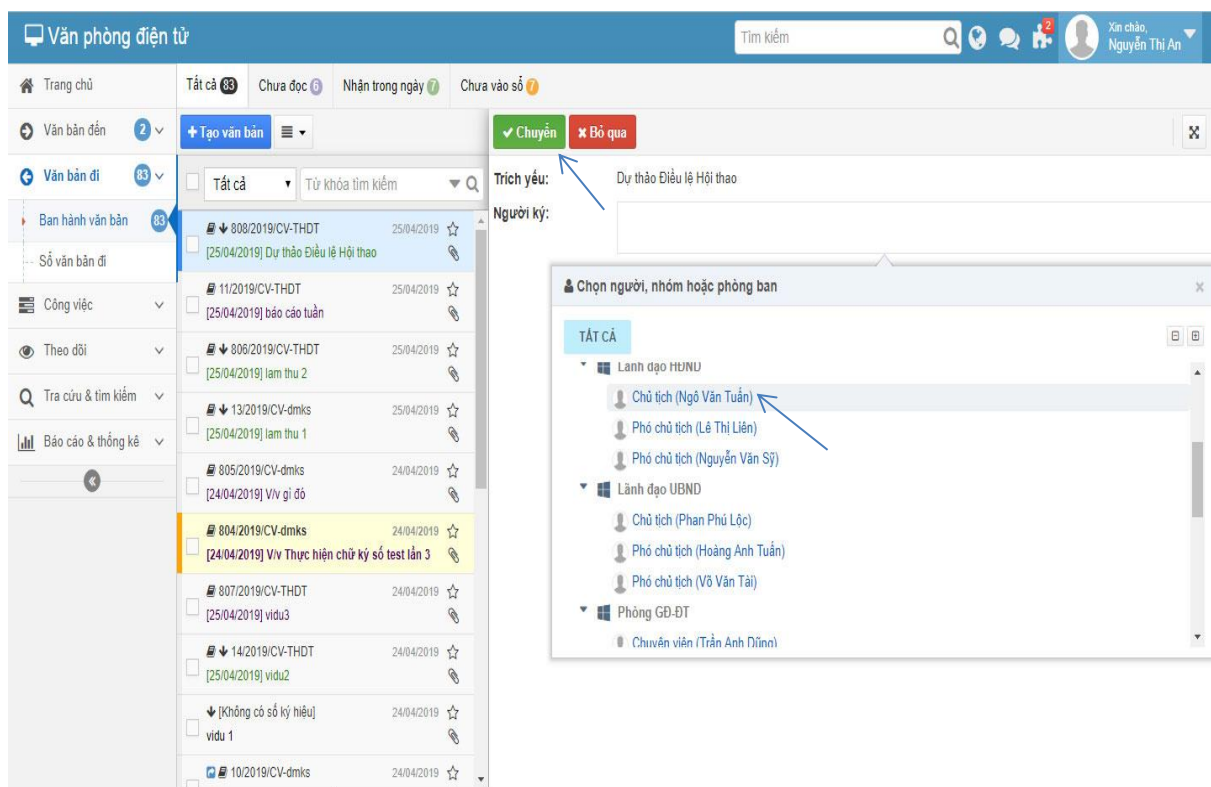 Văn phòng điện tử
Tìm kiếm
2
Xin chào,
Nguyễn Thị An
Trang chủ
Văn bản đến 2
Văn bản đi 83
Ban hành văn bản 83
Sổ văn bản đi
Công việc
Theo dõi
Tra cứu & tìm kiếm
Báo cáo & thống kê
Tất cả 83 Chưa đọc 6 Nhận trong ngày 7 Chưa vào sổ 7
+ Tạo văn bản
Tất cả Từ khóa tìm kiếm
808/2019/CV-THDT 25/04/2019
[25/04/2019] Dự thảo Điều lệ Hội thao
11/2019/CV-THDT 25/04/2019
[25/04/2019] báo cáo tuần
806/2019/CV-THDT 25/04/2019
[25/04/2019] lam thu 2
13/2019/CV-dmks 25/04/2019
[25/04/2019] lam thu 1
805/2019/CV-dmks 24/04/2019
[24/04/2019] V/v gì đó
804/2019/CV-dmks 24/04/2019
[24/04/2019] V/v Thực hiện chữ ký số test lần 3
807/2019/CV-THDT 24/04/2019
[25/04/2019] vidu3
14/2019/CV-THDT 24/04/2019
[25/04/2019] vidu2
[Không có số ký hiệu] 24/04/2019
vidu 1
10/2019/CV-dmks 24/04/2019
Chuyển Bỏ qua
Trích yếu: Dự thảo Điều lệ Hội thao
Người ký:
Chọn người, nhóm hoặc phòng ban
TẤT CẢ
Lãnh đạo HĐND
Chủ tịch (Ngô Văn Tuấn)
Phó chủ tịch (Lê Thị Liên)
Phó chủ tịch (Nguyễn Văn Sỹ)
Lãnh đạo UBND
Chủ tịch (Phan Phú Lộc)
Phó chủ tịch (Hoàng Anh Tuấn)
Phó chủ tịch (Võ Văn Tài)
Phòng GD-ĐT
Chuyên viên (Trần Anh Dũng)